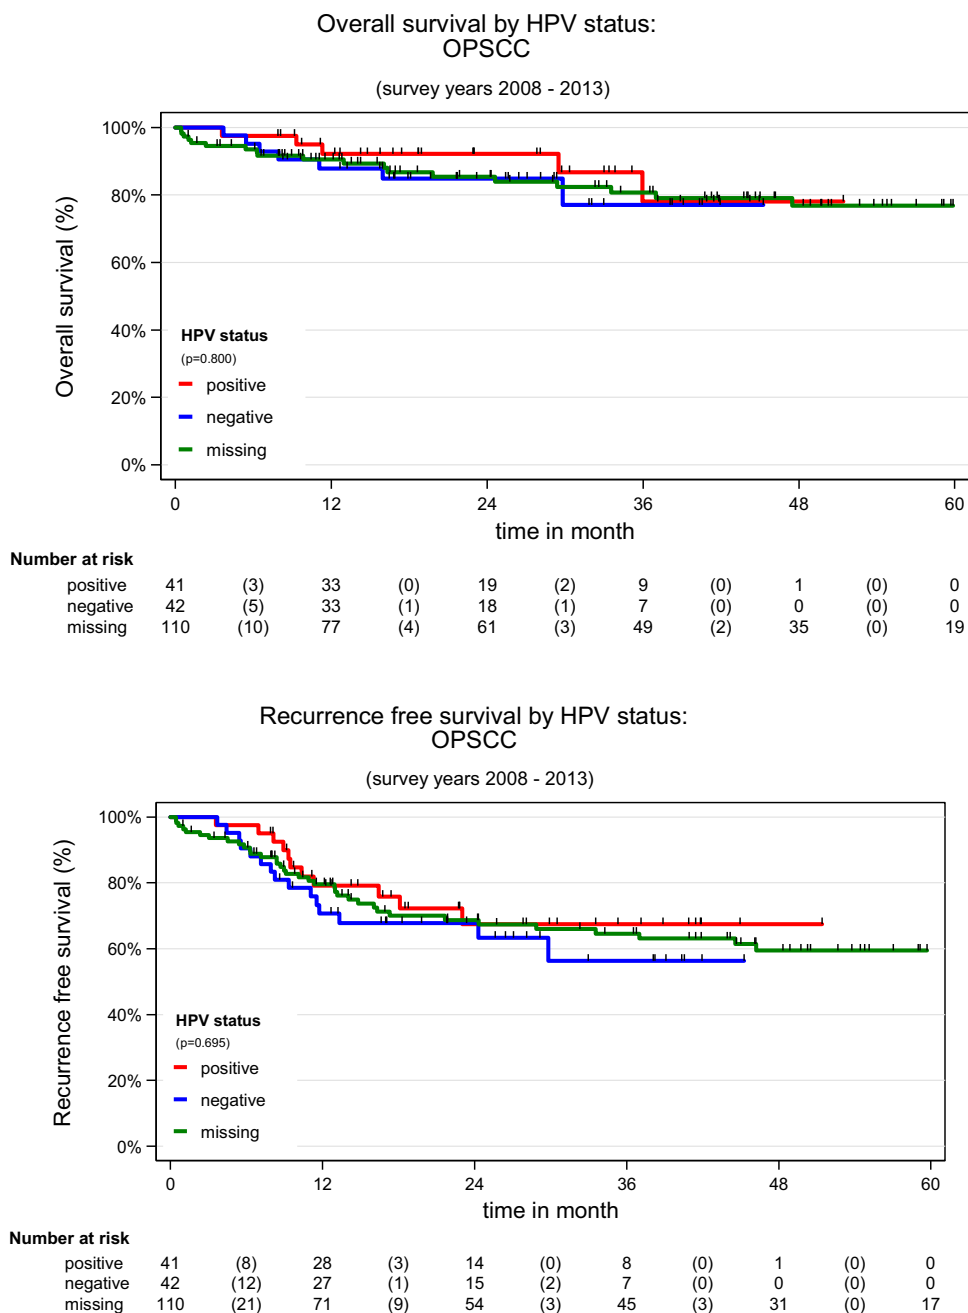 Overall survival by HPV status:
OPSCC
(survey years 2008 - 2013)
100%
80%
60%
40%
20%
0%
Overall survival (%)
HPV status
(p=0.800)
positive
negative
missing
0 12 24 36 48 60
time in month
Number at risk
positive 41 (3) 33 (0) 19 (2) 9 (0) 1 (0) 0
negative 42 (5) 33 (1) 18 (1) 7 (0) 0 (0) 0
missing 110 (10) 77 (4) 61 (3) 49 (2) 35 (0) 19
Recurrence free survival by HPV status:
OPSCC
(survey years 2008 - 2013)
100%
80%
60%
40%
20%
0%
Recurrence free survival (%)
HPV status
(p=0.695)
positive
negative
missing
0 12 24 36 48 60
time in month
Number at risk
positive 41 (8) 28 (3) 14 (0) 8 (0) 1 (0) 0
negative 42 (12) 27 (1) 15 (2) 7 (0) 0 (0) 0
missing 110 (21) 71 (9) 54 (3) 45 (3) 31 (0) 17